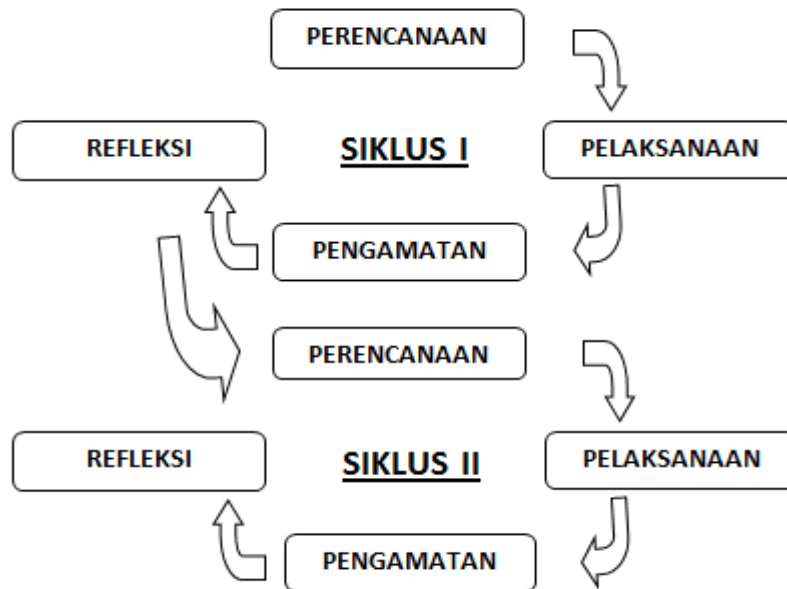 PERENCANAAN
REFLEKSI
SIKLUS I
PELAKSANAAN
PENGAMATAN
PERENCANAAN
REFLEKSI
SIKLUS II
PELAKSANAAN
PENGAMATAN